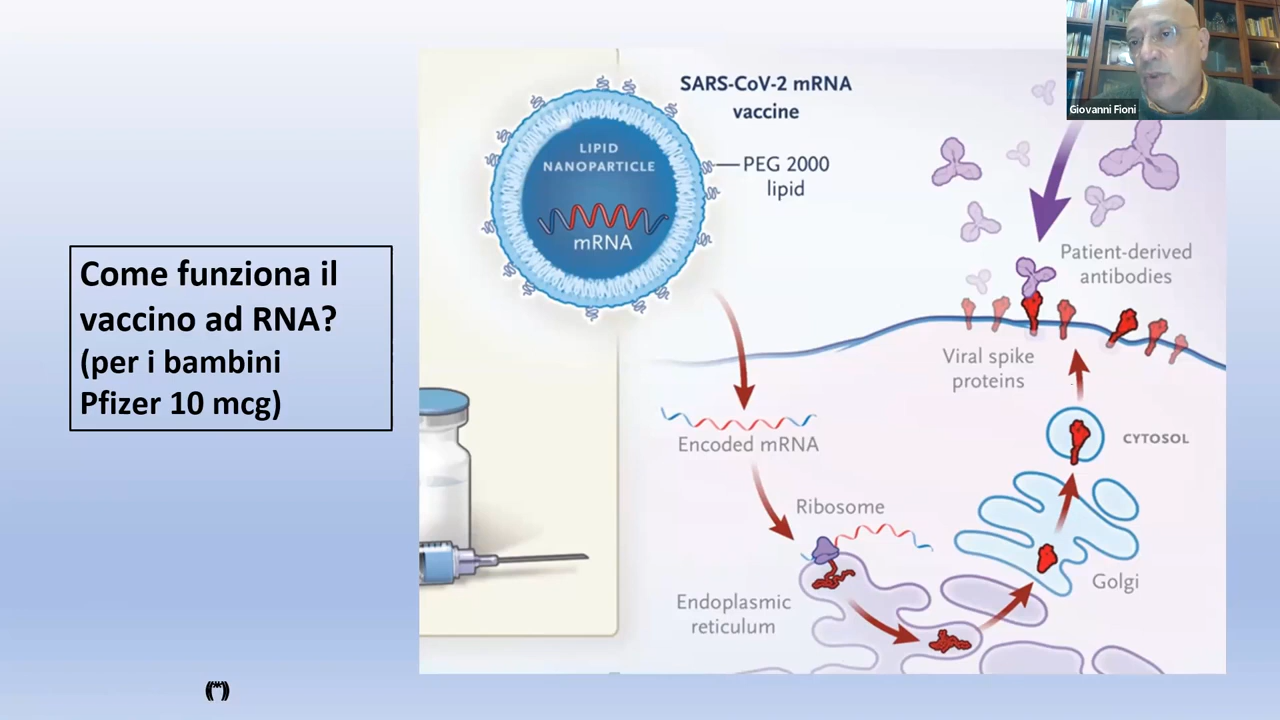 Come funziona il
vaccino ad RNA?
(per i bambini
Pfizer 10 mcg)
SARS-CoV-2 mRNA
vaccine
LIPID
NANOPARTICLE
mRNA
PEG 2000
lipid
Giovanni Fioni
Patient-derived
antibodies
Viral spike
proteins
Encoded mRNA
CYTOSOL
Ribosome
Golgi
Endoplasmic
reticulum